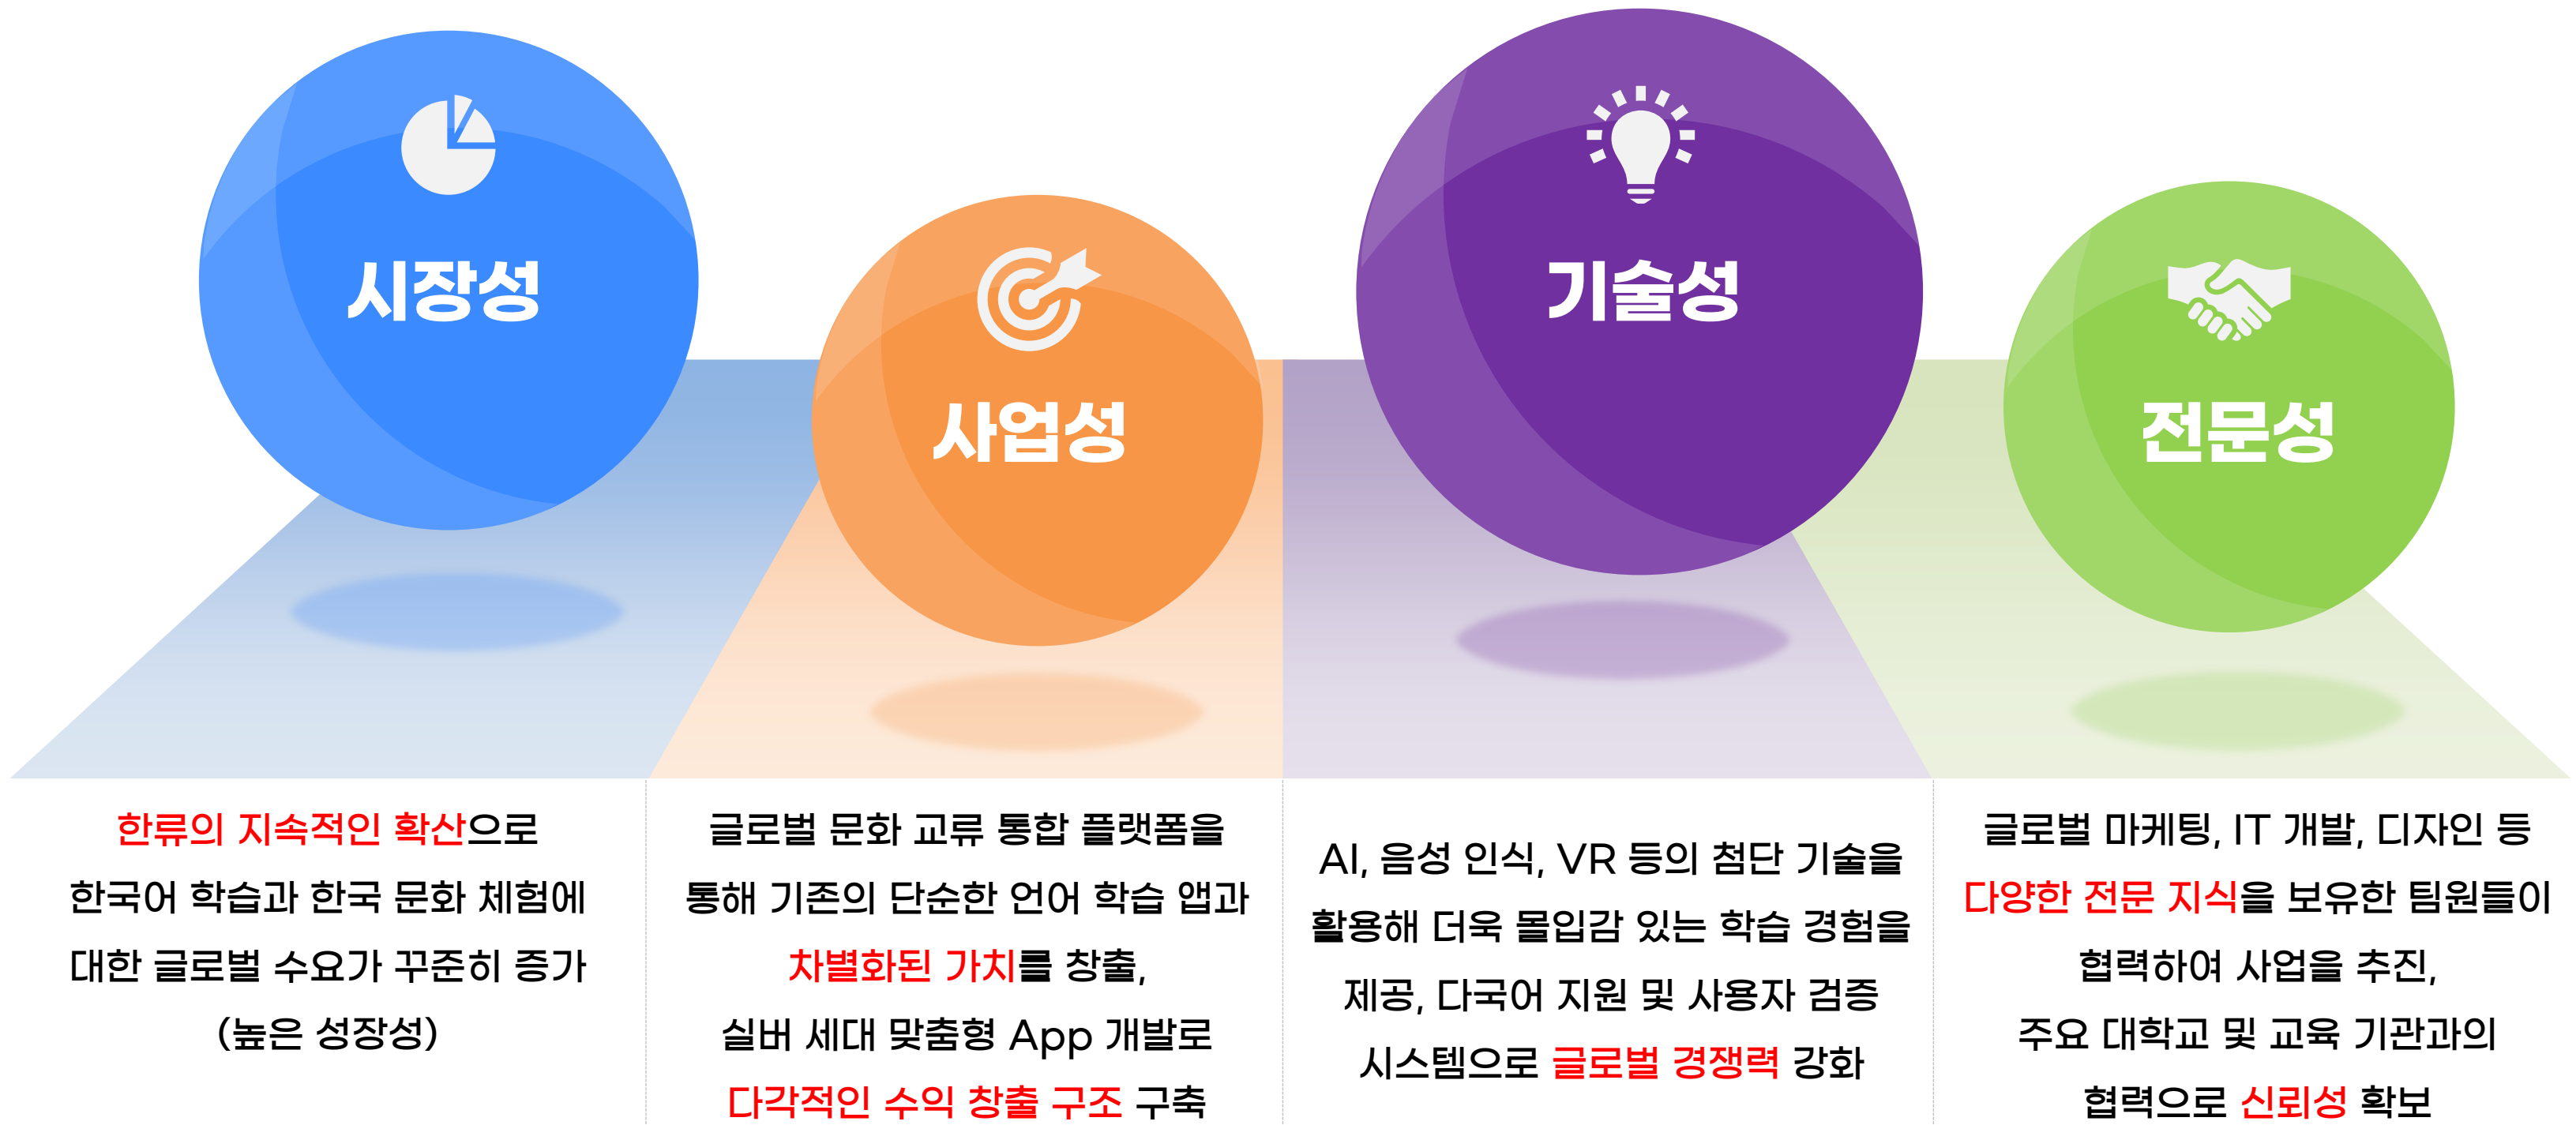 시장성
사업성
기술성
전문성
한류의 지속적인 확산으로
한국어 학습과 한국 문화 체험에
대한 글로벌 수요가 꾸준히 증가
(높은 성장성)
글로벌 문화 교류 통합 플랫폼을
통해 기존의 단순한 언어 학습 앱과
차별화된 가치를 창출,
실버 세대 맞춤형 App 개발로
다각적인 수익 창출 구조 구축
AI, 음성 인식, VR 등의 첨단 기술을
활용해 더욱 몰입감 있는 학습 경험을
제공, 다국어 지원 및 사용자 검증
시스템으로 글로벌 경쟁력 강화
글로벌 마케팅, IT 개발, 디자인 등
다양한 전문 지식을 보유한 팀원들이
협력하여 사업을 추진,
주요 대학교 및 교육 기관과의
협력으로 신뢰성 확보